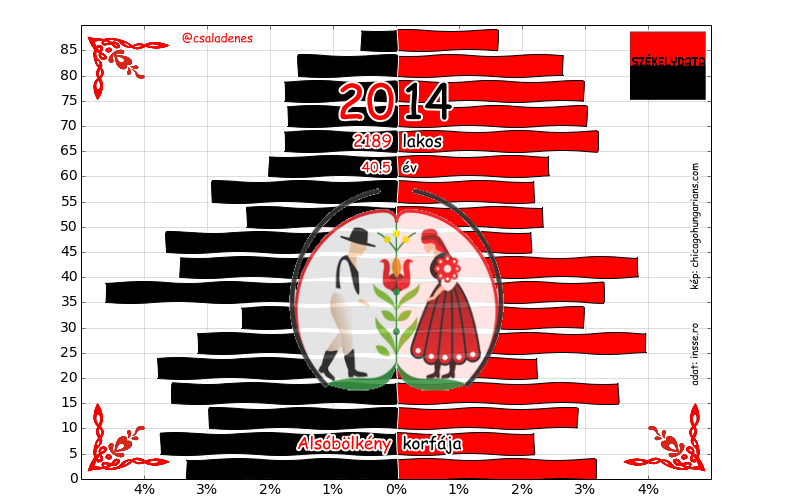 @csaladenes
SZÉKELYDATA
2014
2189 lakos
40.5 év
kép: chicagohungarians.com
adat: insse.ro
Alsóbölkény korfája
85
80
75
70
65
60
55
50
45
40
35
30
25
20
15
10
5
0
4% 3% 2% 1% 0% 1% 2% 3% 4%